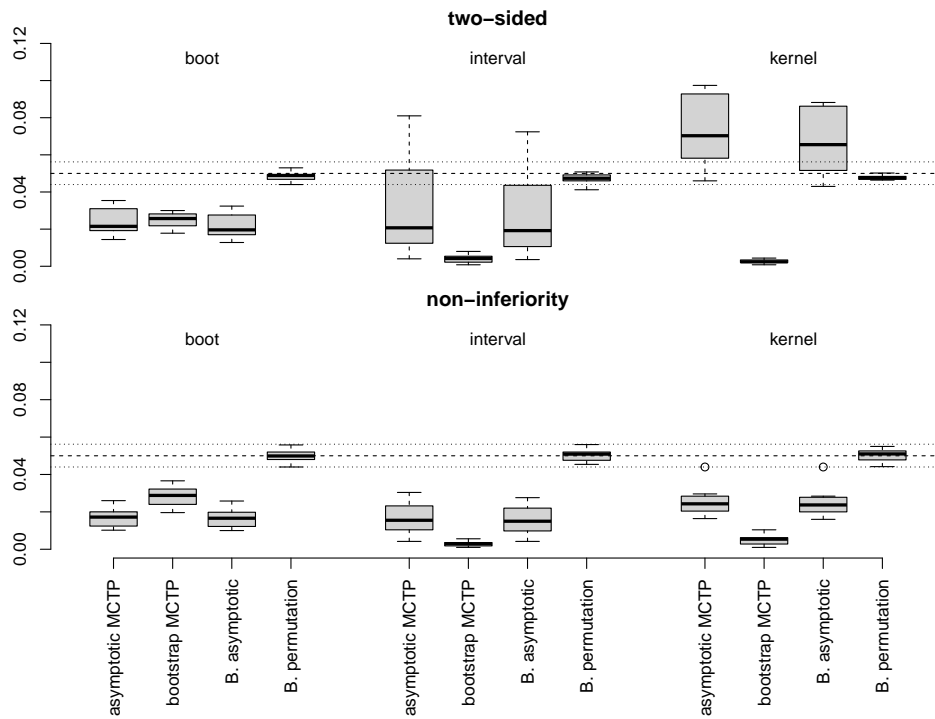 two−sided
boot interval kernel
0.12
0.08
0.04
0.00
non−inferiority
boot interval kernel
0.12
0.08
0.04
0.00
asymptotic MCTP
bootstrap MCTP
B. asymptotic
B. permutation
asymptotic MCTP
bootstrap MCTP
B. asymptotic
B. permutation
asymptotic MCTP
bootstrap MCTP
B. asymptotic
B. permutation